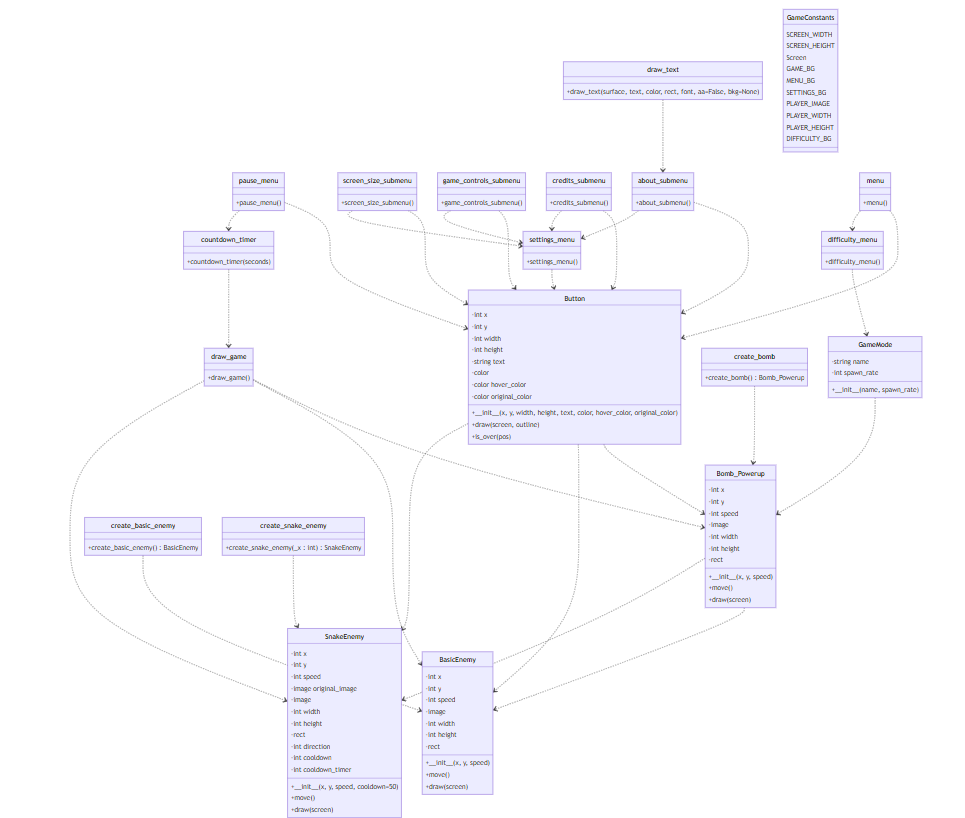 GameConstants
SCREEN_WIDTH
SCREEN_HEIGHT
Screen
GAME_BG
MENU_BG
SETTINGS_BG
PLAYER_IMAGE
PLAYER_WIDTH
PLAYER_HEIGHT
DIFFICULTY_BG
draw_text
+draw_text(surface, text, color, rect, font, aa=False, bkg=None)
pause_menu
+pause_menu()
screen_size_submenu
+screen_size_submenu()
game_controls_submenu
+game_controls_submenu()
credits_submenu
+credits_submenu()
about_submenu
+about_submenu()
menu
+menu()
countdown_timer
+countdown_timer(seconds)
settings_menu
+settings_menu()
difficulty_menu
+difficulty_menu()
Button
-int x
-int y
-int width
-int height
-string text
-color
-color hover_color
-color original_color
+__init__(x, y, width, height, text, color, hover_color, original_color)
+draw(screen, outline)
+is_over(pos)
draw_game
+draw_game()
create_bomb
+create_bomb() : Bomb_Powerup
GameMode
-string name
-int spawn_rate
+__init__(name, spawn_rate)
Bomb_Powerup
-int x
-int y
-int speed
-image
-int width
-int height
-rect
+__init__(x, y, speed)
+move()
+draw(screen)
create_basic_enemy
+create_basic_enemy() : BasicEnemy
create_snake_enemy
+create_snake_enemy(_x : int) : SnakeEnemy
SnakeEnemy
-int x
-int y
-int speed
-image original_image
-image
-int width
-int height
-rect
-int direction
-int cooldown
-int cooldown_timer
+__init__(x, y, speed, cooldown=50)
+move()
+draw(screen)
BasicEnemy
-int x
-int y
-int speed
-image
-int width
-int height
-rect
+__init__(x, y, speed)
+move()
+draw(screen)